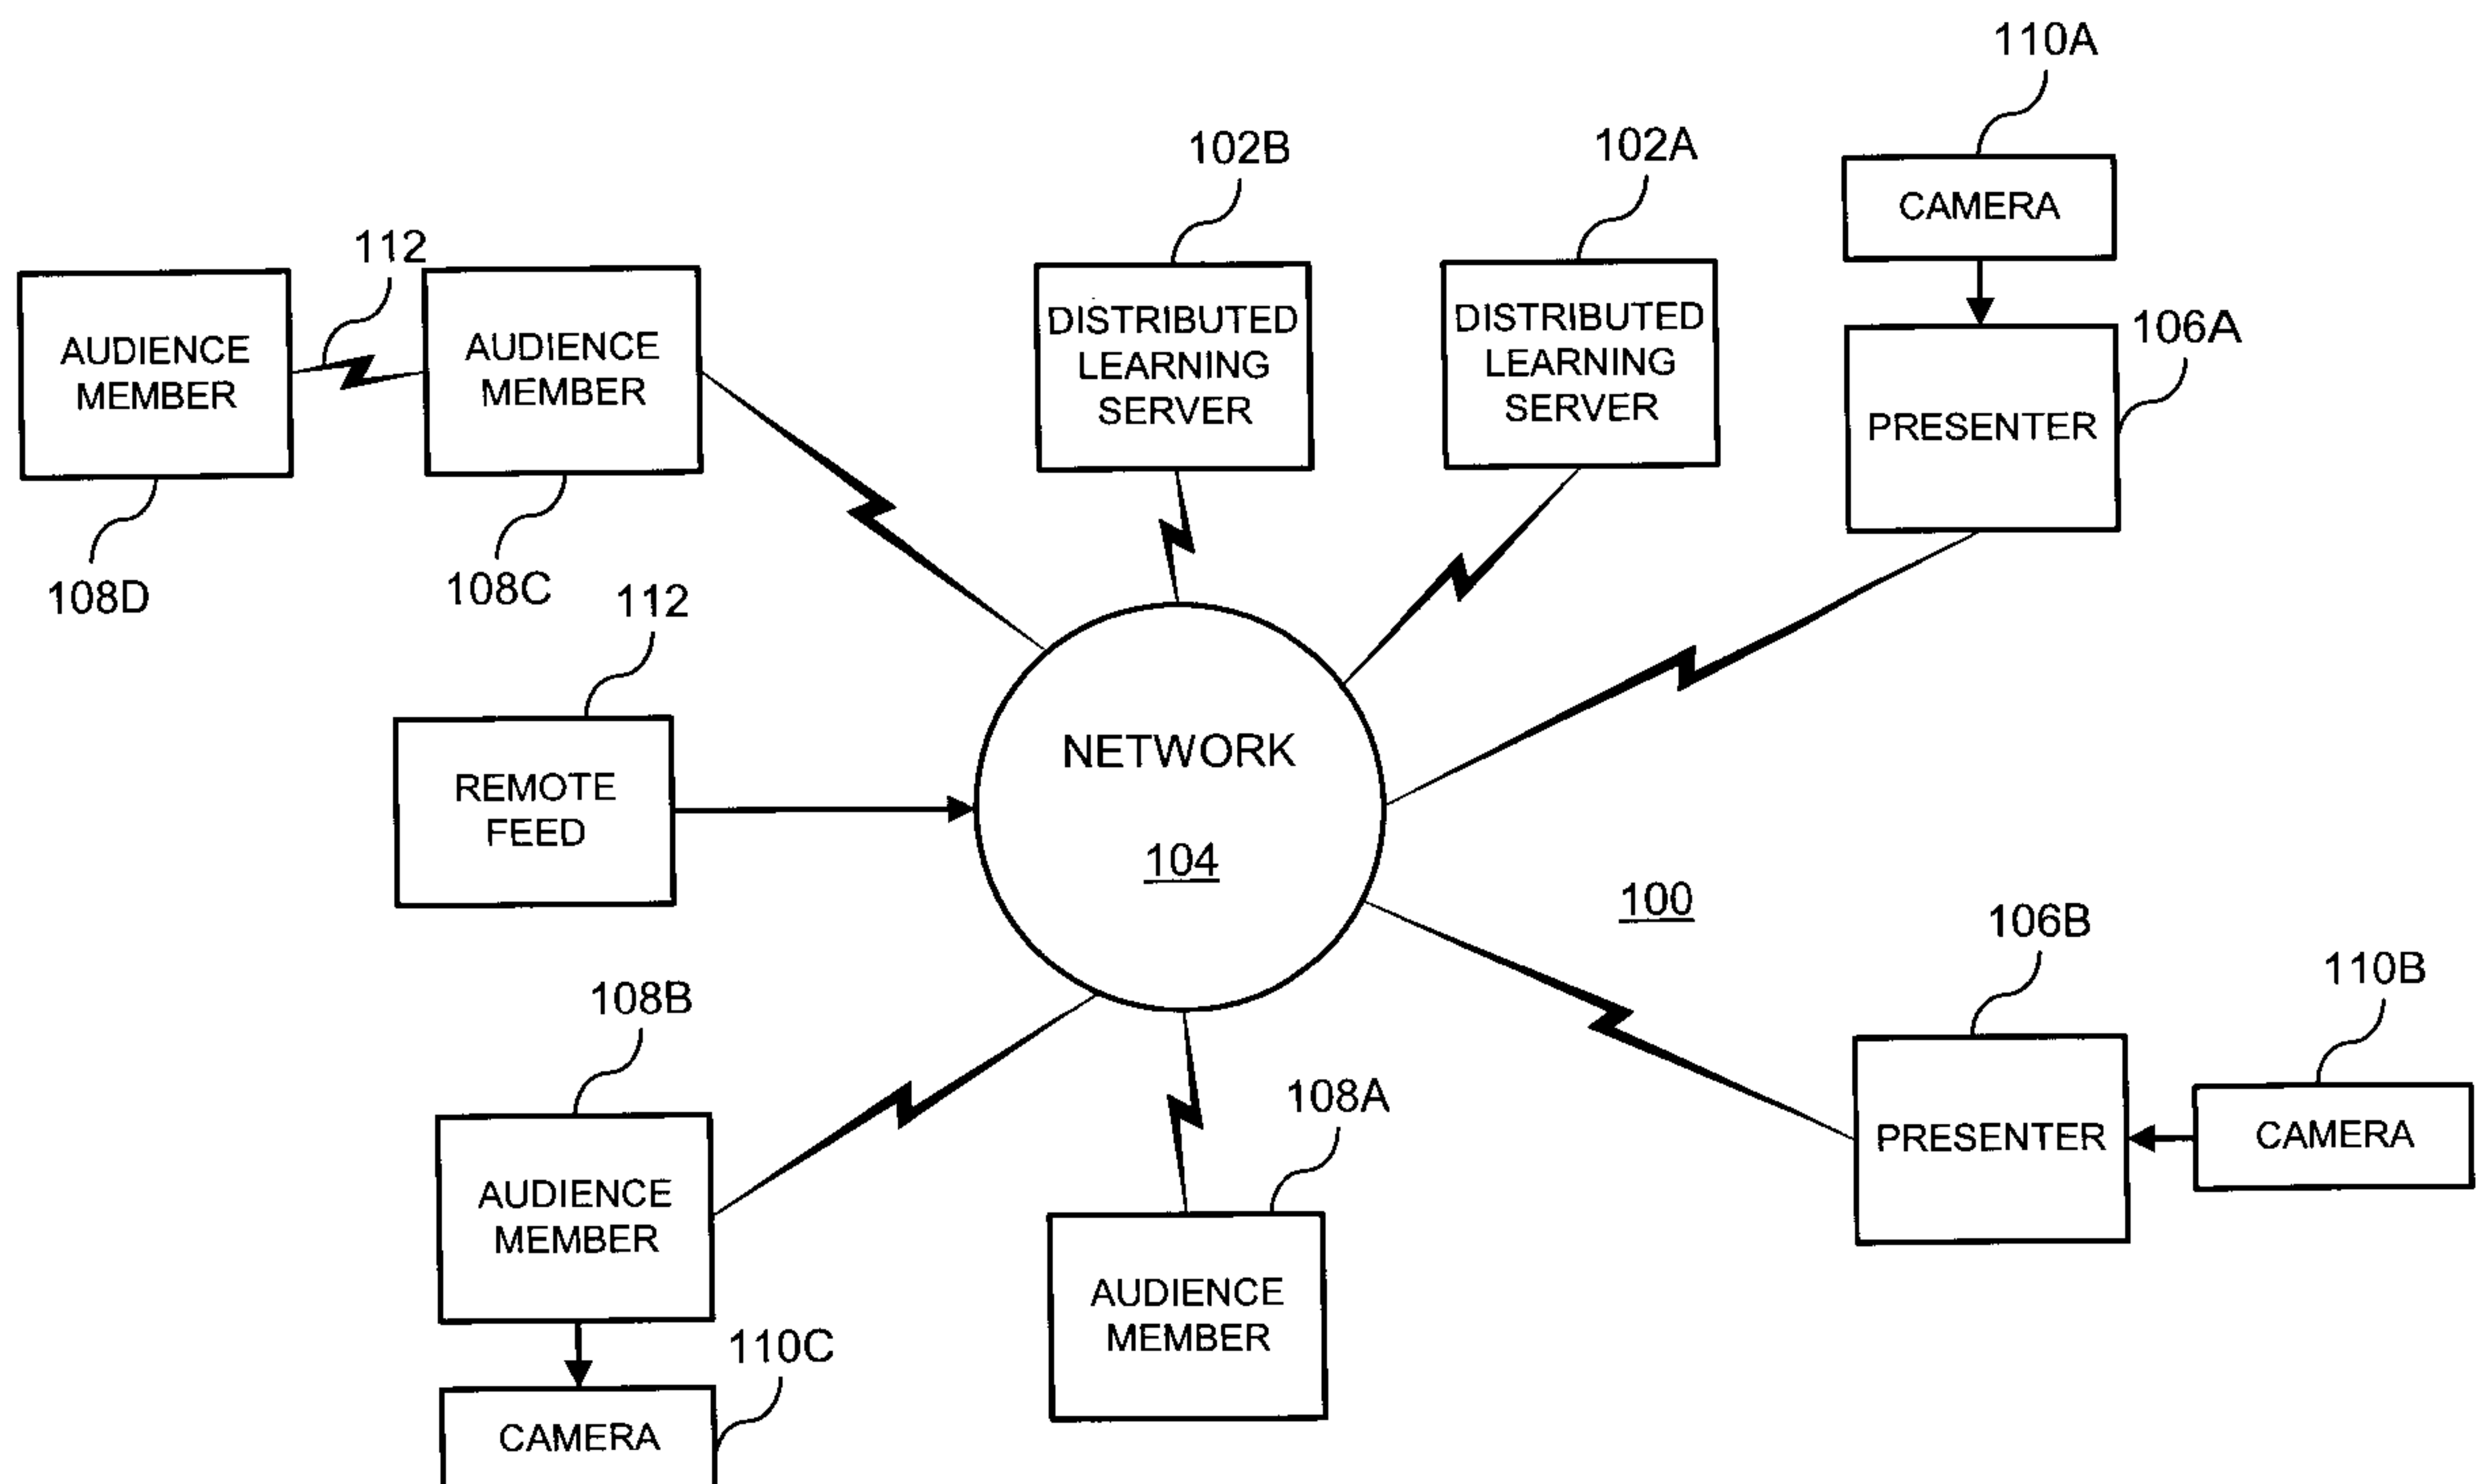 110A
102B
102A
CAMERA
112
106A
AUDIENCE
MEMBER
AUDIENCE
MEMBER
DISTRIBUTED
LEARNING
SERVER
DISTRIBUTED
LEARNING
SERVER
PRESENTER
108D
108C
112
REMOTE
FEED
NETWORK
104
100
106B
110B
108B
108A
PRESENTER
CAMERA
AUDIENCE
MEMBER
AUDIENCE
MEMBER
110C
CAMERA